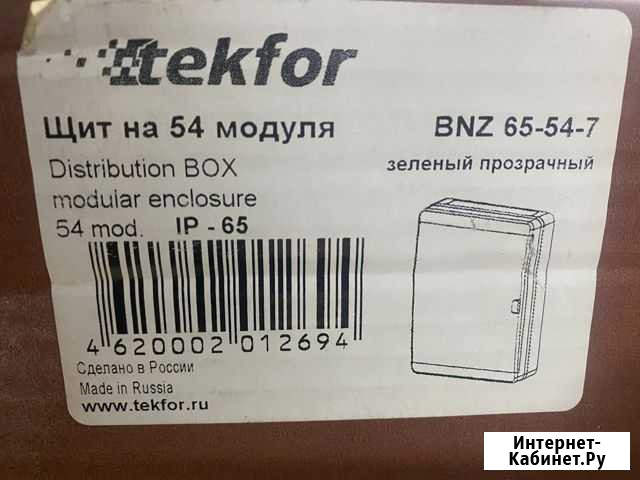 tekfor
Щит на 54 модуля
BNZ 65-54-7
Distribution BOX
зеленый прозрачный
modular enclosure
54 mod. IP - 65
4 620002 012694
Сделано в России
Made in Russia
www.tekfor.ru
Интернет-
Кабинет.Ру